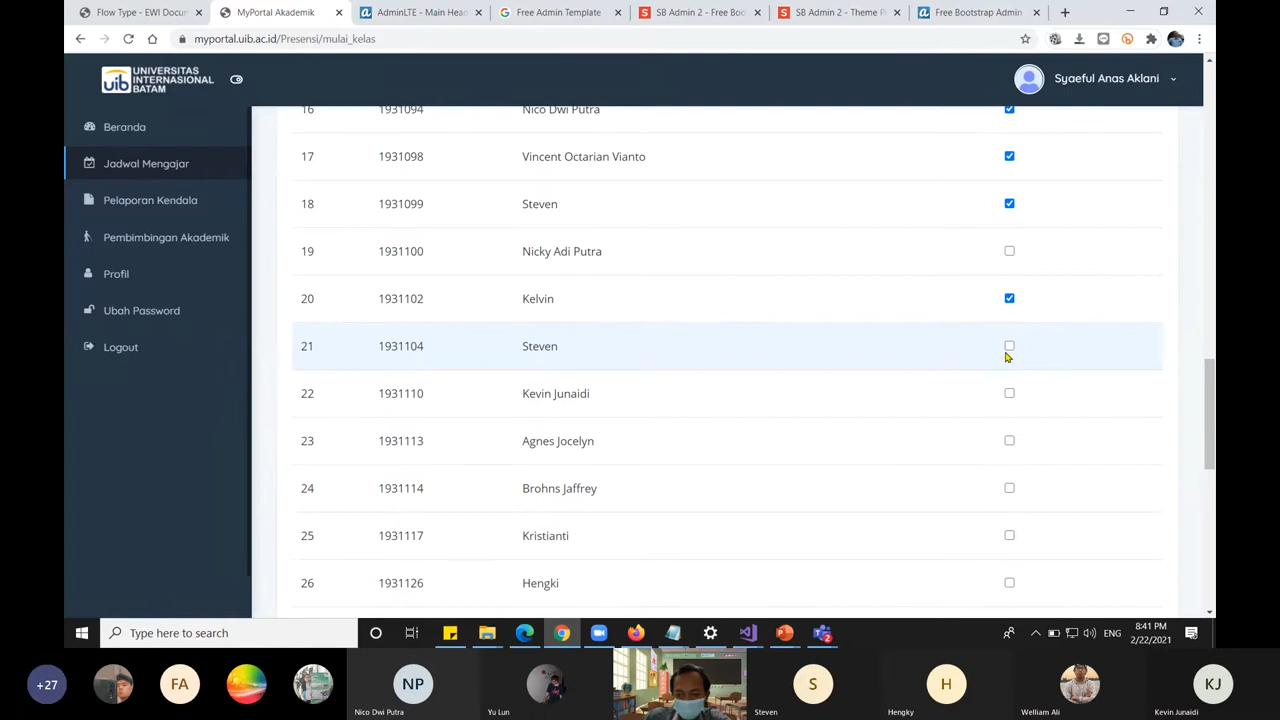 Flow Type - EWI Docu
MyPortal Akademik
AdminLTE - Main Hea
Free Admin Template
SB Admin 2 - Free Bo
SB Admin 2 - Theme P
Free Bootstrap Admin
myportal.uib.ac.id/Presensi/mulai_kelas
uib UNIVERSITAS
INTERNASIONAL
BATAM
Syaeful Anas Aklani
Beranda
Jadwal Mengajar
Pelaporan Kendala
Pembimbingan Akademik
Profil
Ubah Password
Logout
16 1931094 Nico Dwi Putra
17 1931098 Vincent Octarian Vianto
18 1931099 Steven
19 1931100 Nicky Adi Putra
20 1931102 Kelvin
21 1931104 Steven
22 1931110 Kevin Junaidi
23 1931113 Agnes Jocelyn
24 1931114 Brohns Jaffrey
25 1931117 Kristianti
26 1931126 Hengki
Type here to search
ENG
8:41 PM
2/22/2021
+27
FA
NP
S
H
KJ
Nico Dwi Putra
Yu Lun
Steven
Hengky
Welliam Ali
Kevin Junaidi